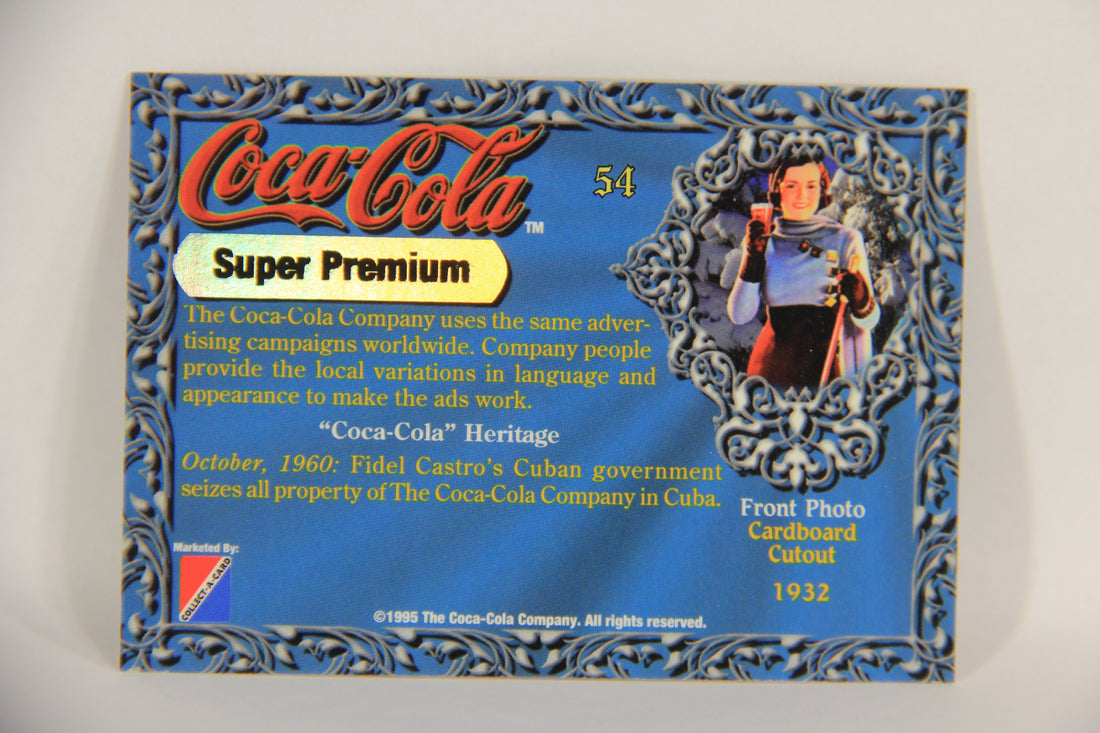 Coca-Cola TM
54
Super Premium
The Coca-Cola Company uses the same adver-
tising campaigns worldwide. Company people
provide the local variations in language and
appearance to make the ads work.
“Coca-Cola” Heritage
October, 1960: Fidel Castro’s Cuban government
seizes all property of The Coca-Cola Company in Cuba.
Front Photo
Cardboard
Cutout
1932
Marketed By:
COLLECT-A-CARD
©1995 The Coca-Cola Company. All rights reserved.